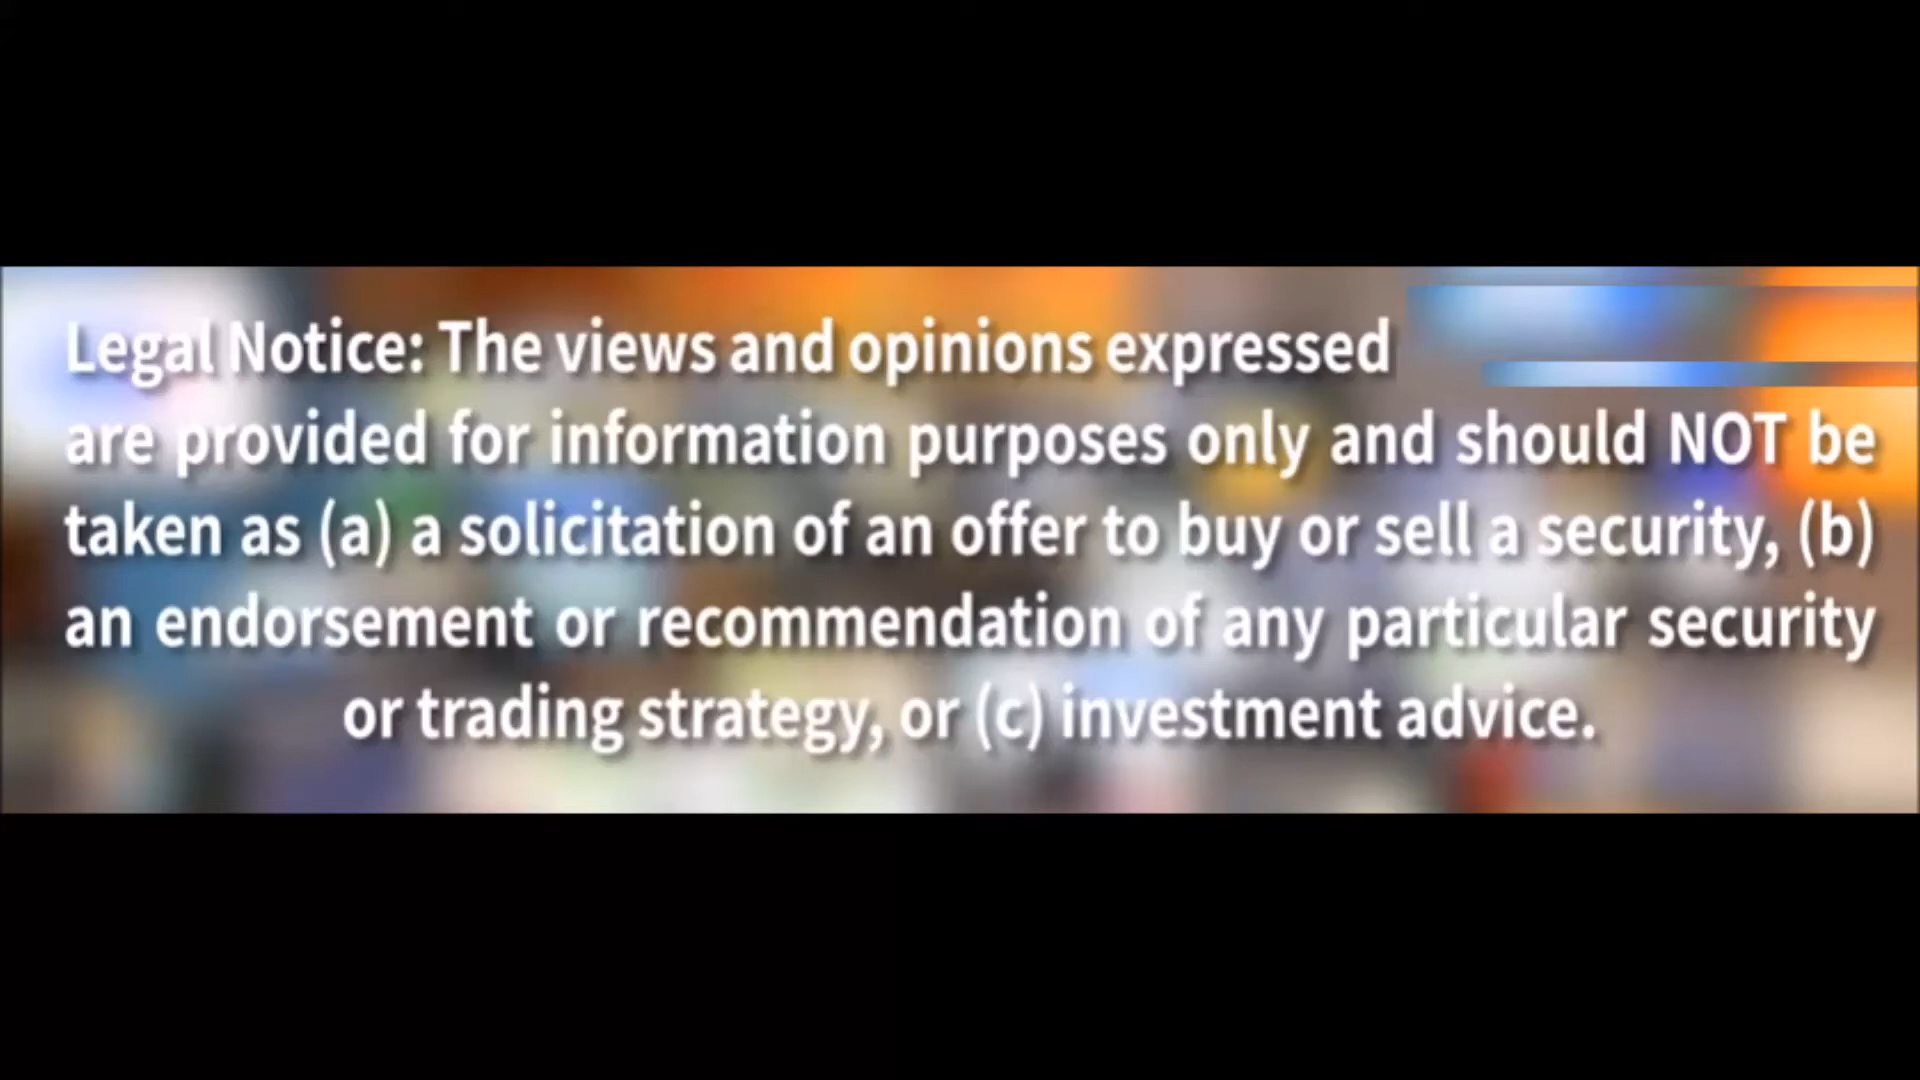 Legal Notice: The views and opinions expressed
are provided for information purposes only and should NOT be
taken as (a) a solicitation of an offer to buy or sell a security, (b)
an endorsement or recommendation of any particular security
or trading strategy, or (c) investment advice.